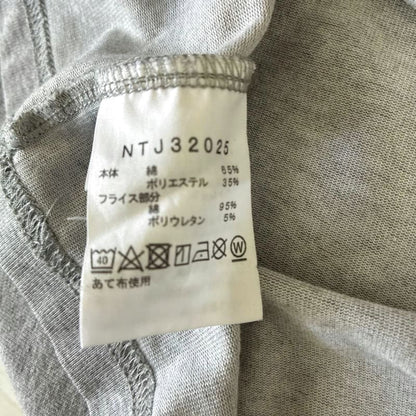 NTJ32025
本体 綿 65%
ポリエステル 35%
フライス部分
綿 95%
ポリウレタン 5%
40 W
あて布使用